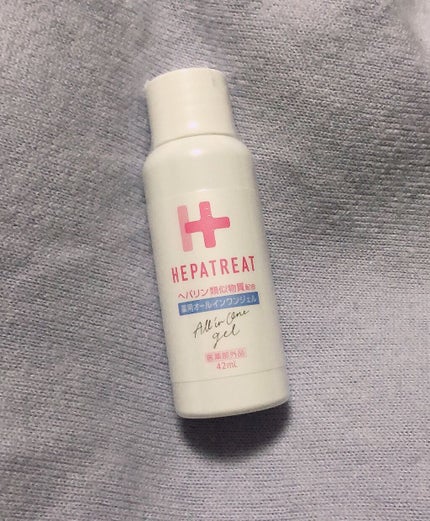 H
HEPATREAT
ヘパリン類似物質配合
薬用オールインワンジェル
All in One
gel
医薬部外品
42mL